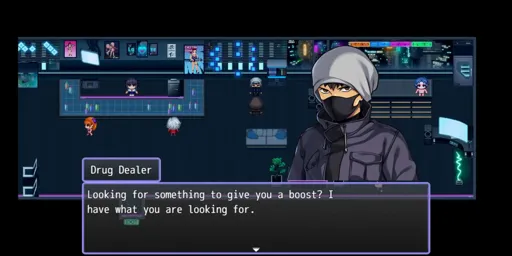 Drug Dealer
Looking for something to give you a boost? I
have what you are looking for.